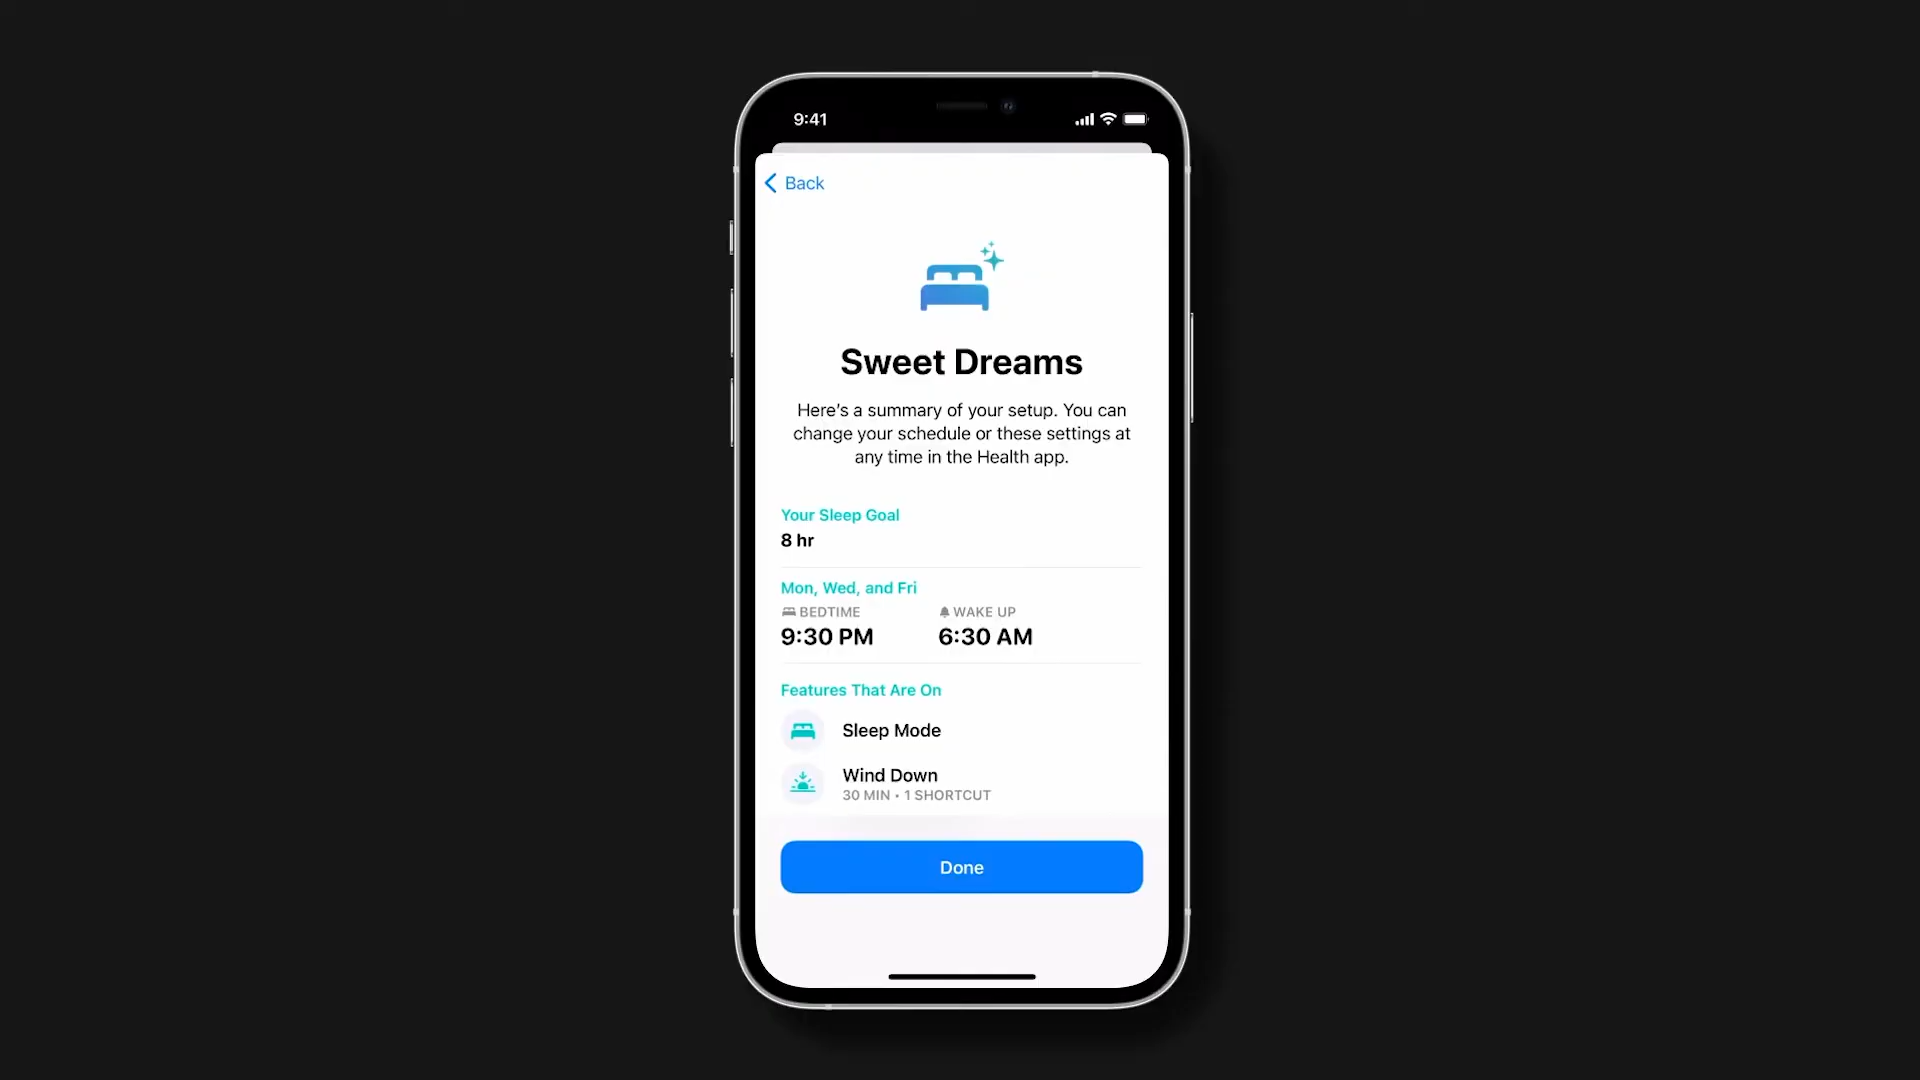 9:41
Back
Sweet Dreams
Here's a summary of your setup. You can
change your schedule or these settings at
any time in the Health app.
Your Sleep Goal
8 hr
Mon, Wed, and Fri
BEDTIME WAKE UP
9:30 PM 6:30 AM
Features That Are On
Sleep Mode
Wind Down
30 MIN • 1 SHORTCUT
Done